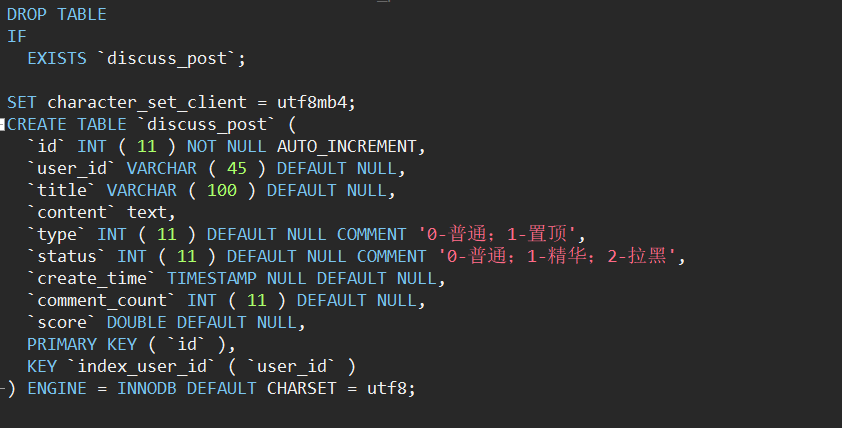 DROP TABLE
IF
EXISTS `discuss_post`;
SET character_set_client = utf8mb4;
CREATE TABLE `discuss_post` (
`id` INT ( 11 ) NOT NULL AUTO_INCREMENT,
`user_id` VARCHAR ( 45 ) DEFAULT NULL,
`title` VARCHAR ( 100 ) DEFAULT NULL,
`content` text,
`type` INT ( 11 ) DEFAULT NULL COMMENT '0-普通；1-置顶',
`status` INT ( 11 ) DEFAULT NULL COMMENT '0-普通；1-精华；2-拉黑',
`create_time` TIMESTAMP NULL DEFAULT NULL,
`comment_count` INT ( 11 ) DEFAULT NULL,
`score` DOUBLE DEFAULT NULL,
PRIMARY KEY ( `id` ),
KEY `index_user_id` ( `user_id` )
) ENGINE = INNODB DEFAULT CHARSET = utf8;